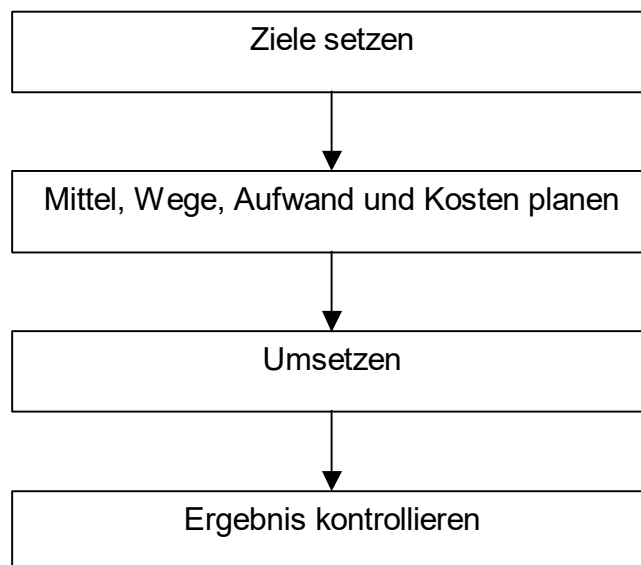 Ziele setzen
Mittel, Wege, Aufwand und Kosten planen
Umsetzen
Ergebnis kontrollieren